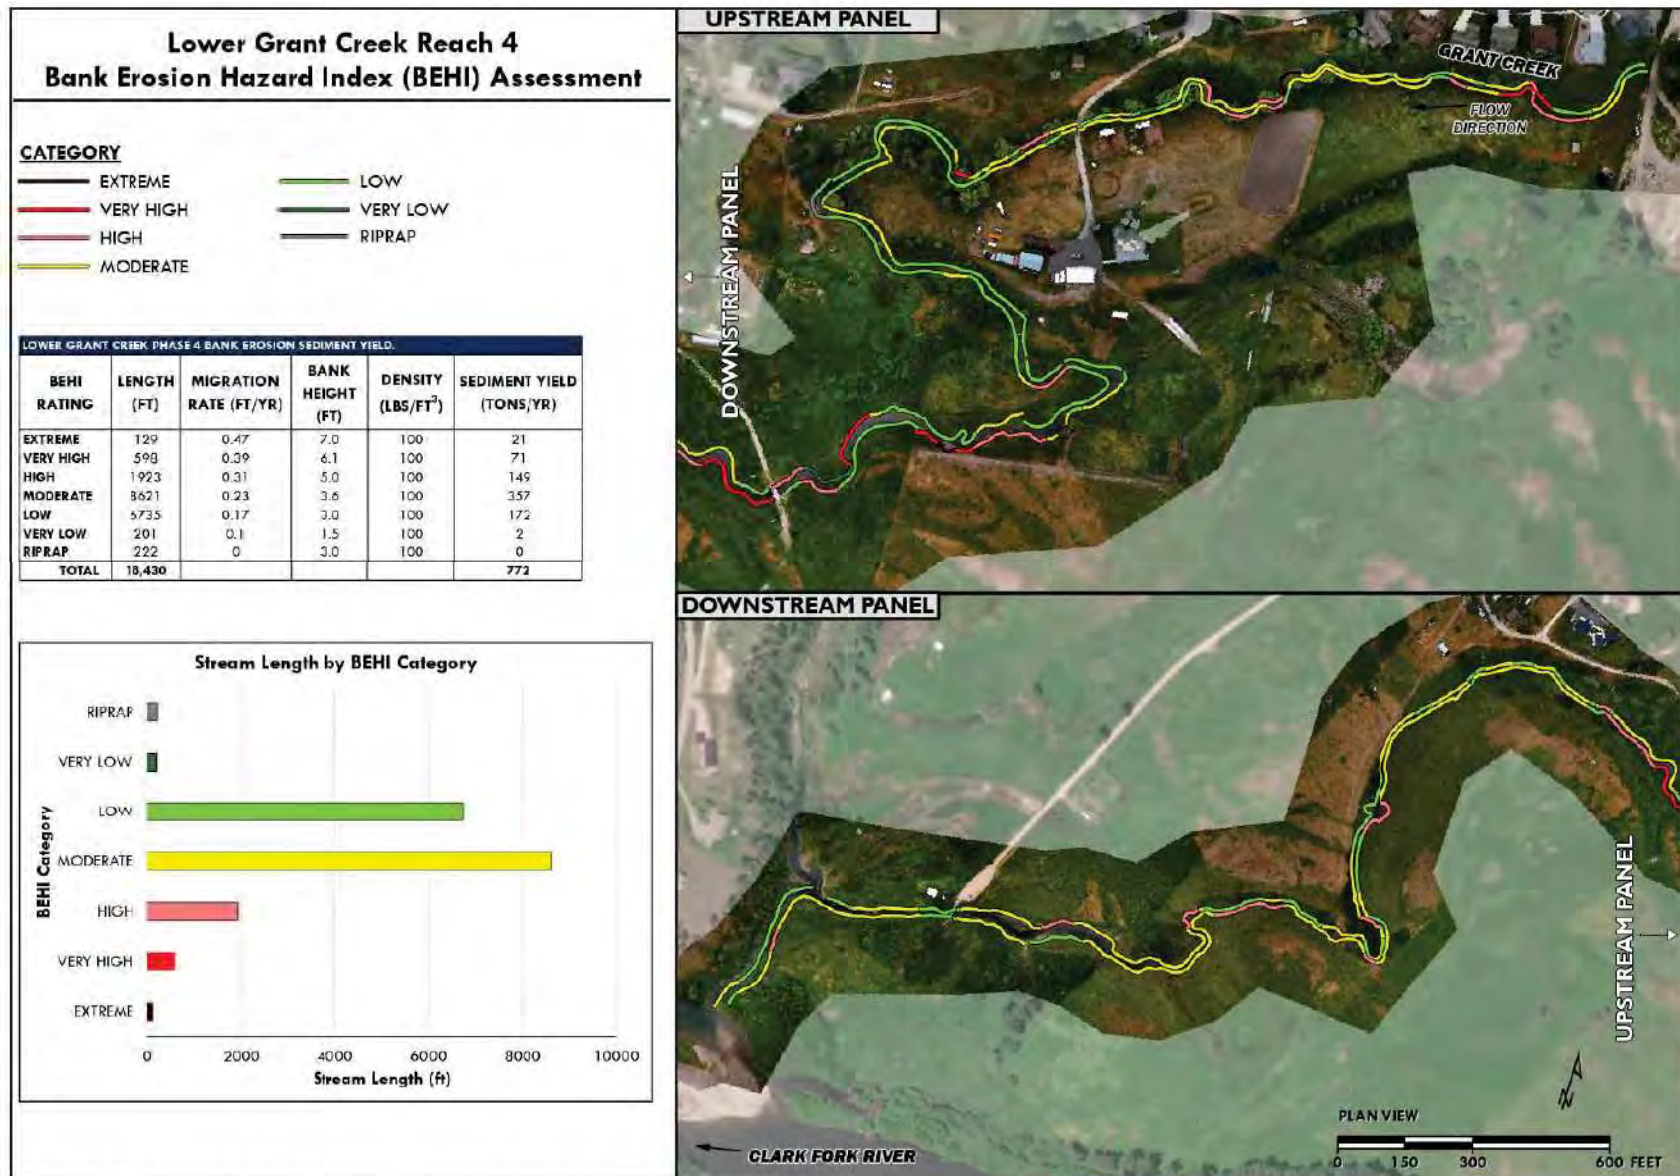 Lower Grant Creek Reach 4
Bank Erosion Hazard Index (BEHI) Assessment
CATEGORY
EXTREME
VERY HIGH
HIGH
MODERATE
LOW
VERY LOW
RIPRAP
LOWER GRANT CREEK PHASE 4 BANK EROSION SEDIMENT YIELD.
BEHI RATING LENGTH (FT) MIGRATION RATE (FT/YR) BANK HEIGHT (FT) DENSITY (LBS/FT³) SEDIMENT YIELD (TONS/YR)
EXTREME 129 0.47 7.0 100 21
VERY HIGH 598 0.39 6.1 100 71
HIGH 1923 0.31 5.0 100 149
MODERATE 8621 0.23 3.6 100 357
LOW 6735 0.17 3.0 100 172
VERY LOW 201 0.1 1.5 100 2
RIPRAP 222 0 3.0 100 0
TOTAL 18,430 772
Stream Length by BEHI Category
BEHI Category
RIPRAP
VERY LOW
LOW
MODERATE
HIGH
VERY HIGH
EXTREME
0 2000 4000 6000 8000 10000
Stream Length (ft)
UPSTREAM PANEL
GRANT CREEK
FLOW
DIRECTION
DOWNSTREAM PANEL
DOWNSTREAM PANEL
UPSTREAM PANEL
N
PLAN VIEW
0 150 300 600 FEET
CLARK FORK RIVER